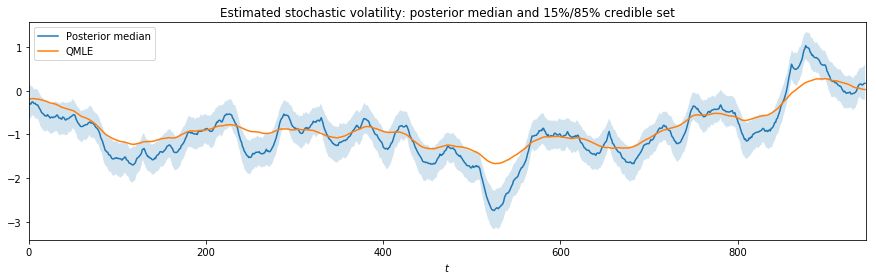 Estimated stochastic volatility: posterior median and 15%/85% credible set
Posterior median
QMLE
1
0
−1
−2
−3
0 200 400 600 800
t